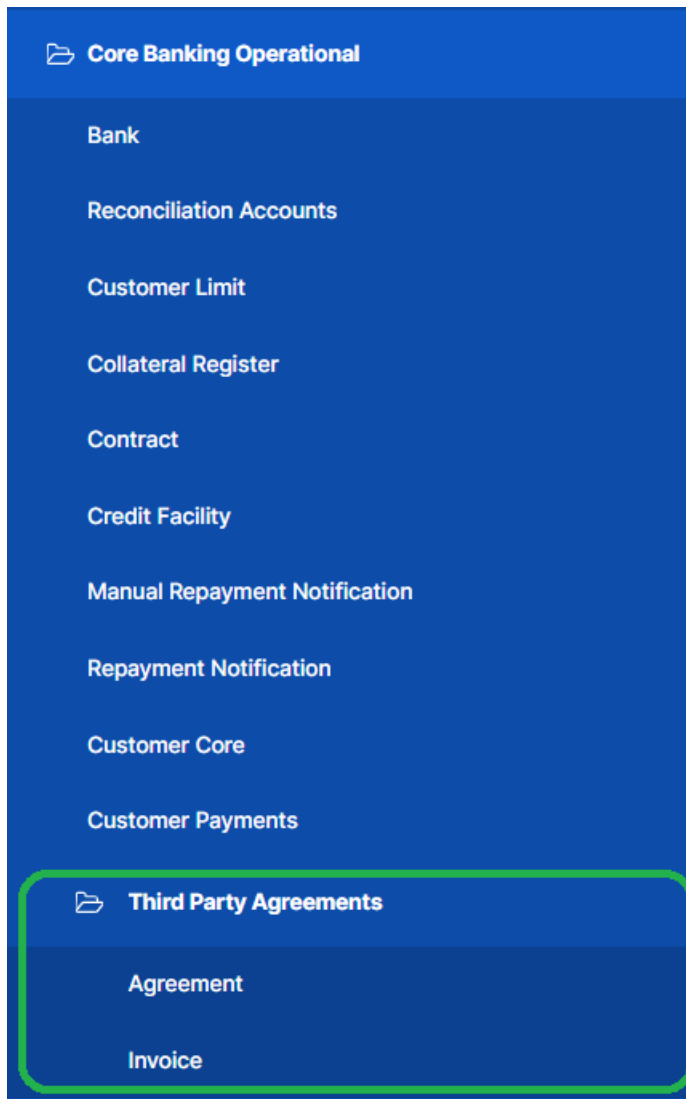 Core Banking Operational
Bank
Reconciliation Accounts
Customer Limit
Collateral Register
Contract
Credit Facility
Manual Repayment Notification
Repayment Notification
Customer Core
Customer Payments
Third Party Agreements
Agreement
Invoice